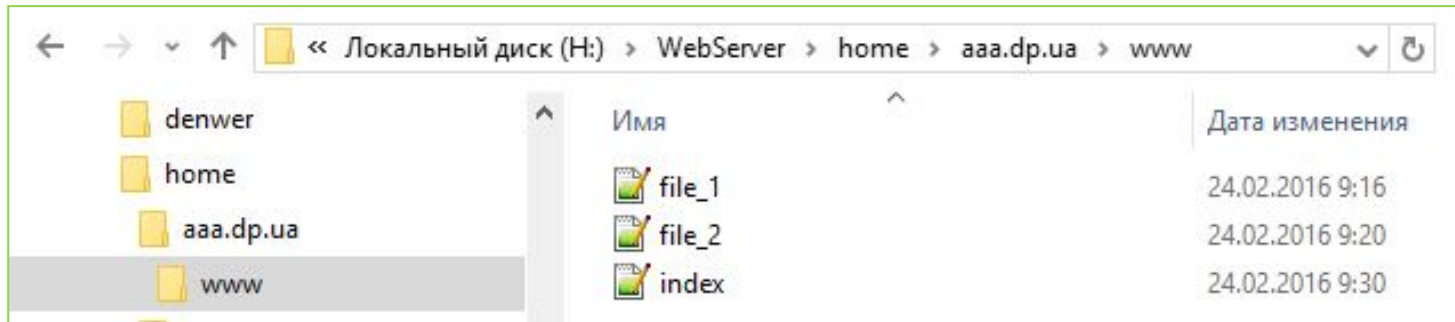 « Локальный диск (H:) > WebServer > home > aaa.dp.ua > www
denwer
home
aaa.dp.ua
www
Имя
Дата изменения
file_1
24.02.2016 9:16
file_2
24.02.2016 9:20
index
24.02.2016 9:30